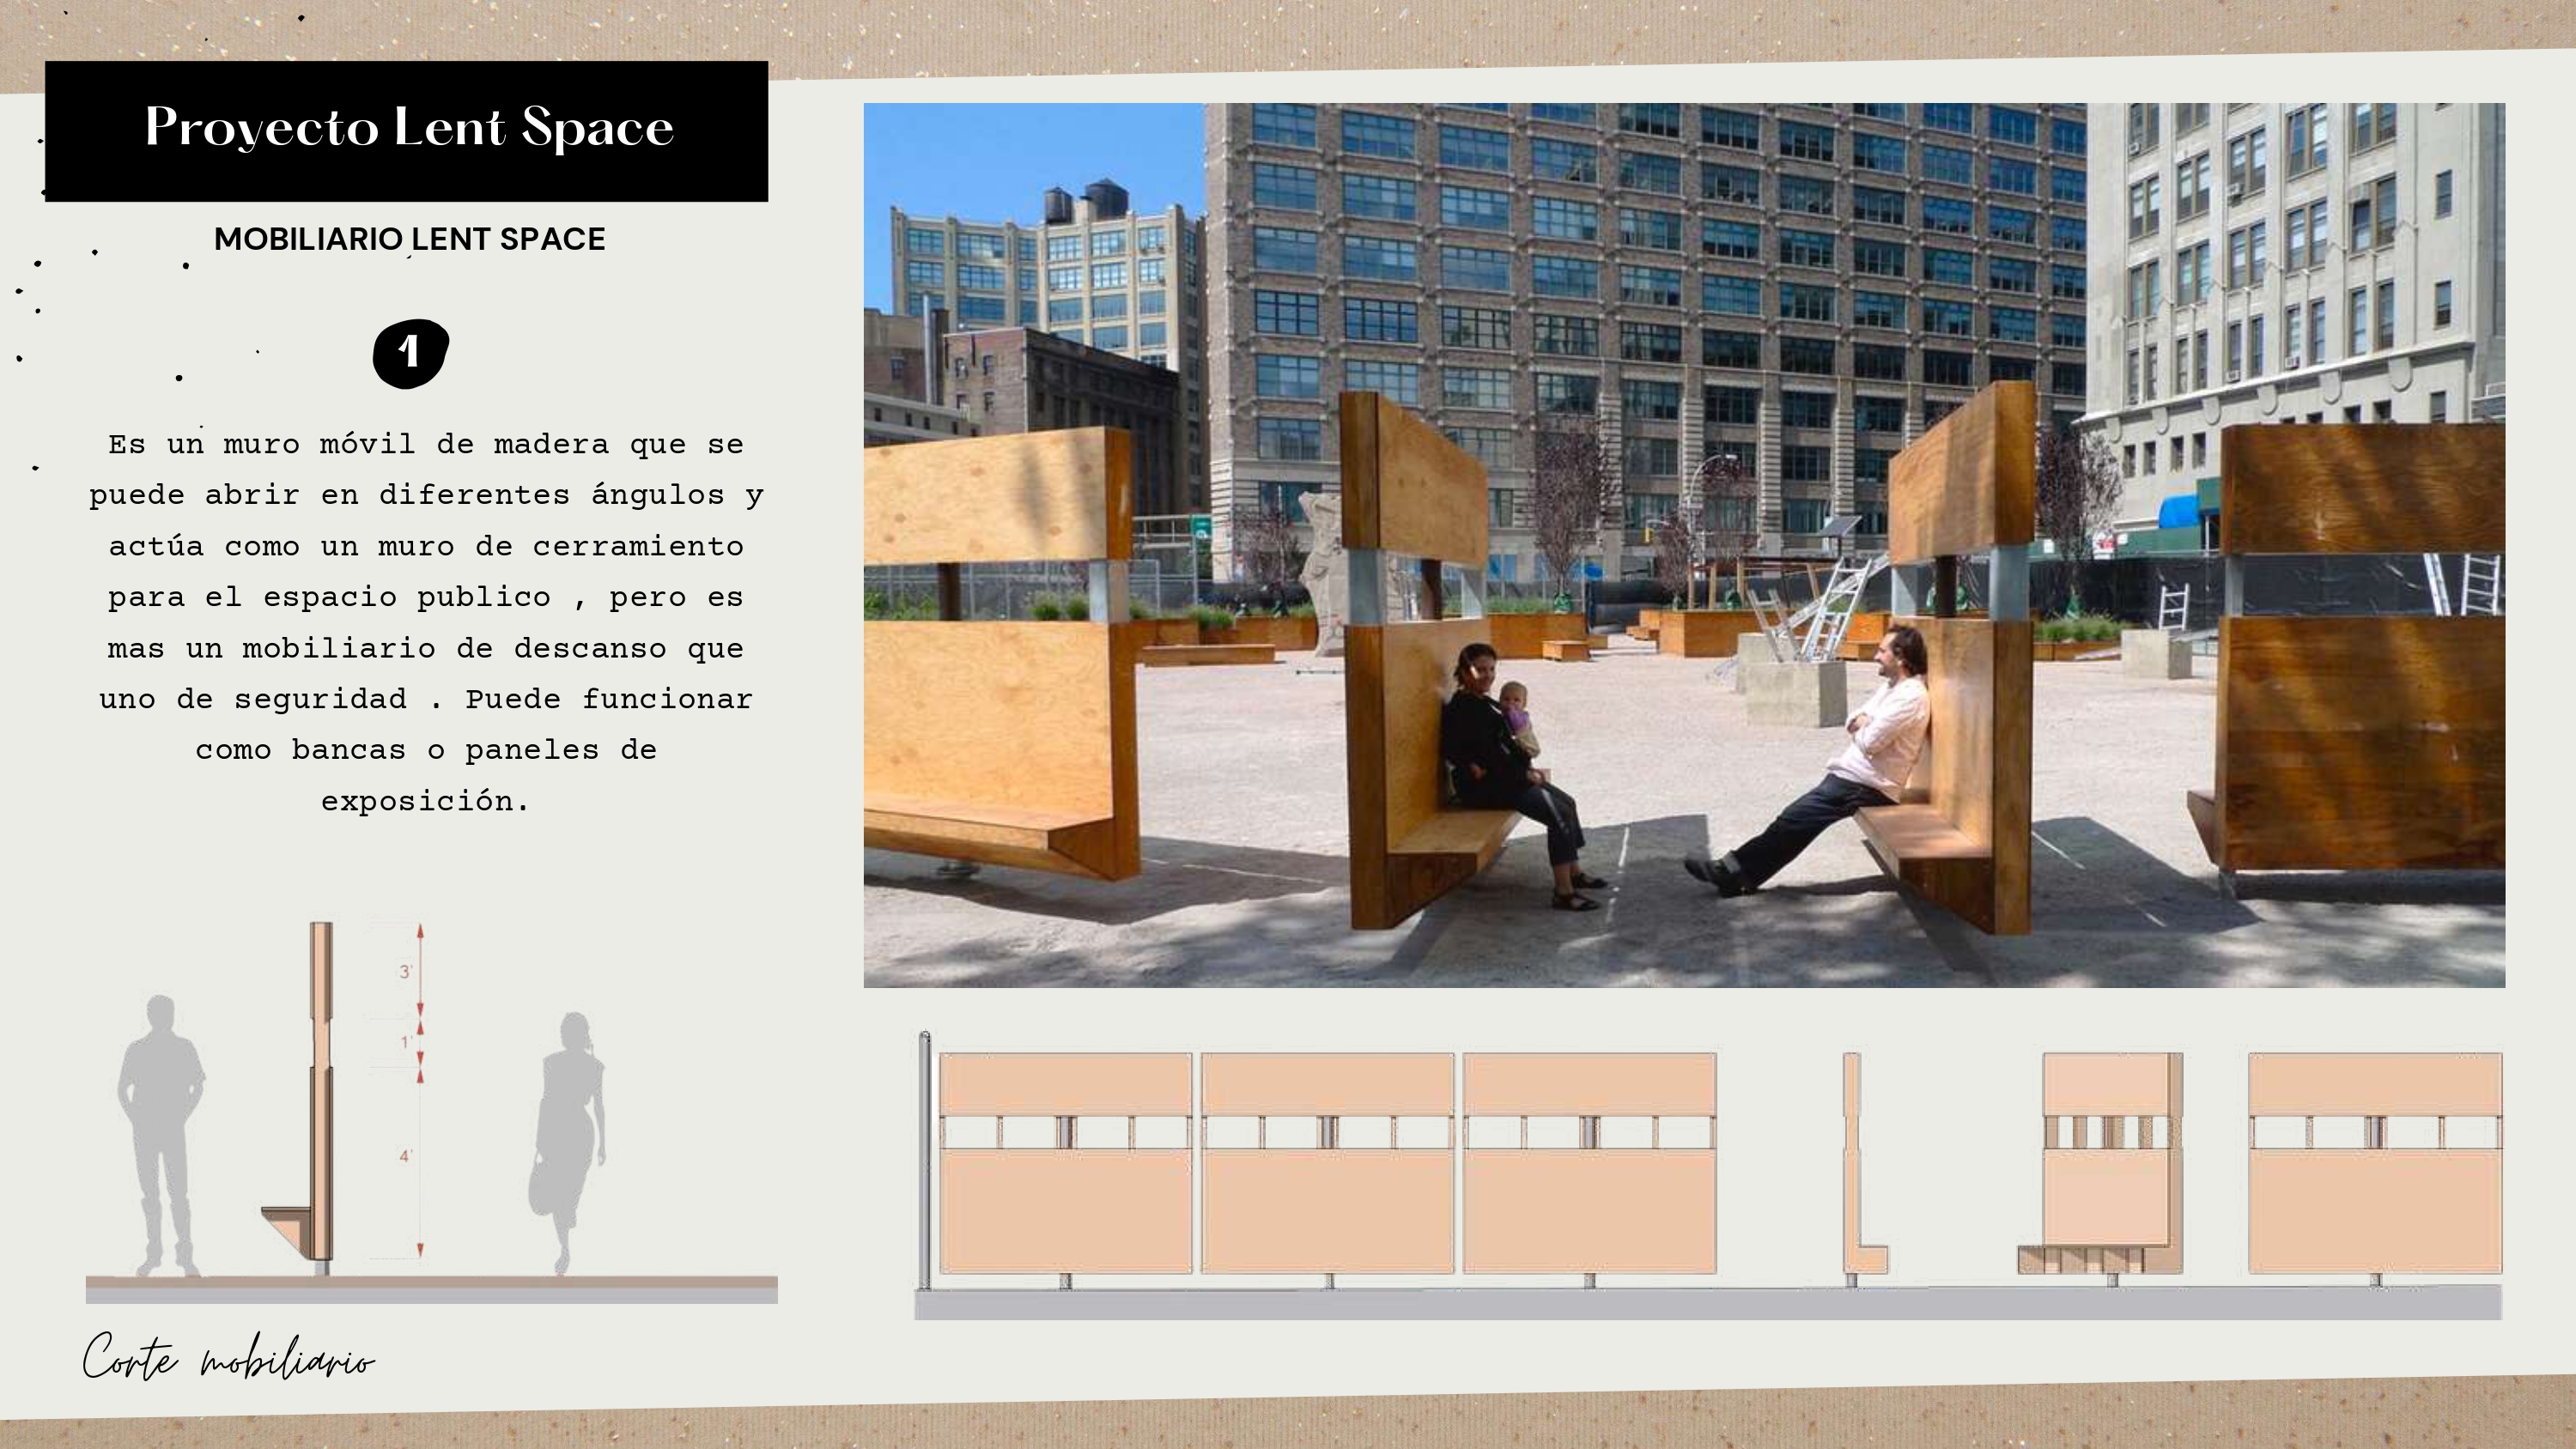 Proyecto Lent Space
MOBILIARIO LENT SPACE
1
Es un muro móvil de madera que se
puede abrir en diferentes ángulos y
actúa como un muro de cerramiento
para el espacio publico , pero es
mas un mobiliario de descanso que
uno de seguridad . Puede funcionar
como bancas o paneles de
exposición.
3'
1'
4'
Corte mobiliario